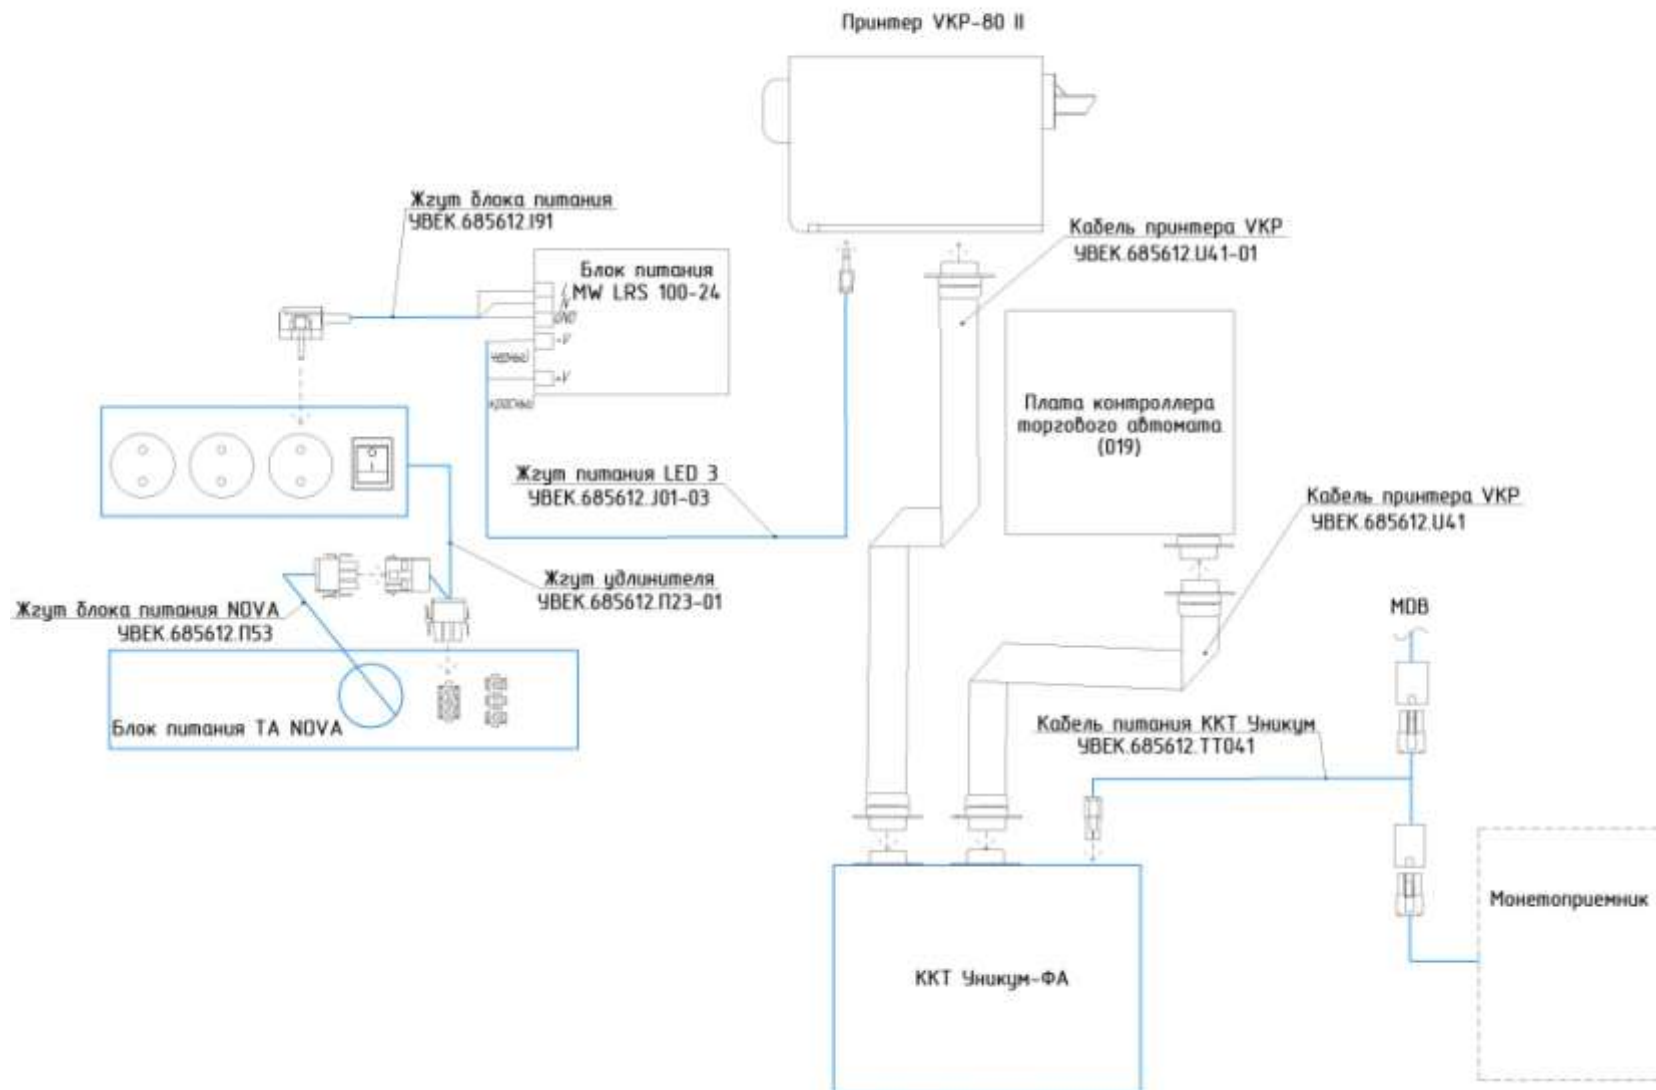 Принтер VKP-80 II
Жгут блока питания
УВЕК.685612.I91
Кабель принтера VKP
УВЕК.685612.U41-01
Блок питания
MW LRS 100-24
L
N
GND
-V
черный
+V
красный
Плата контроллера
торгового автомата
(019)
Жгут питания LED 3
УВЕК.685612.J01-03
Кабель принтера VKP
УВЕК.685612.U41
Жгут удлинителя
УВЕК.685612.П23-01
Жгут блока питания NOVA
УВЕК.685612.П53
MDB
Блок питания ТА NOVA
Кабель питания ККТ Уникум
УВЕК.685612.ТТ041
Монетоприемник
ККТ Уникум-ФА